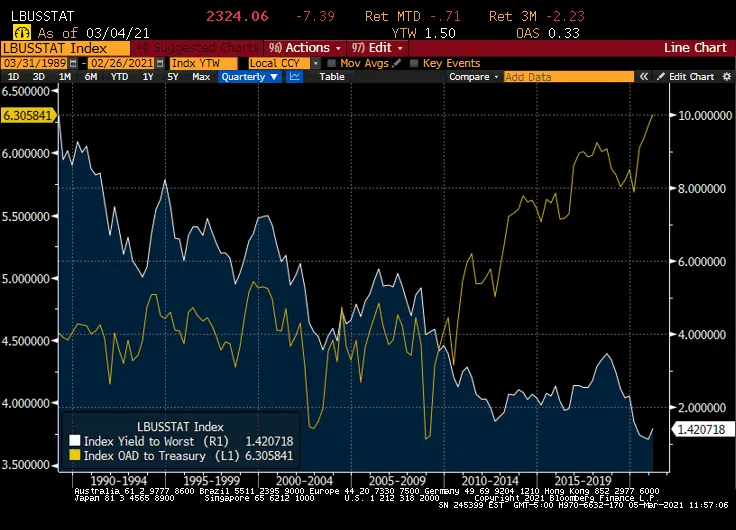 LBUSSTAT 2324.06 -7.39 Ret MTD -.71 Ret 3M -2.23
As of 03/04/21 YTW 1.50 OAS 0.33
LBUSSTAT Index 94) Suggested Charts 96) Actions 97) Edit Line Chart
03/31/1989 - 02/26/2021 Indx YTW Local CCY Mov Avgs Key Events
1D 3D 1M 6M YTD 1Y 5Y Max Quarterly Table Compare Add Data « Edit Chart
6.500000
6.305841 10.000000
6.000000
8.000000
5.500000
6.000000
5.000000
4.500000 4.000000
4.000000 2.000000
LBUSSTAT Index
Index Yield to Worst (R1) 1.420718
Index OAD to Treasury (L1) 6.305841
1.420718
3.500000
1990-1994 1995-1999 2000-2004 2005-2009 2010-2014 2015-2019
Australia 61 2 9777 8600 Brazil 5511 2395 9000 Europe 44 20 7330 7500 Germany 49 69 9204 1210 Hong Kong 852 2977 6000
Japan 81 3 4565 8900 Singapore 65 6212 1000 U.S. 1 212 318 2000 Copyright 2021 Bloomberg Finance L.P.
SN 245399 EST GMT-5:00 H970-6632-170 05-Mar-2021 11:57:06